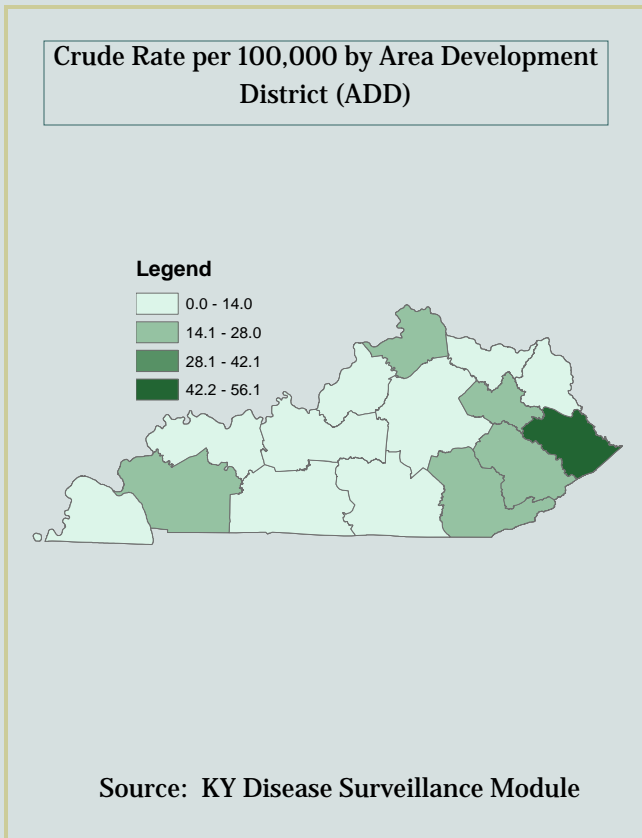 Crude Rate per 100,000 by Area Development
District (ADD)
Legend
0.0 - 14.0
14.1 - 28.0
28.1 - 42.1
42.2 - 56.1
Source: KY Disease Surveillance Module